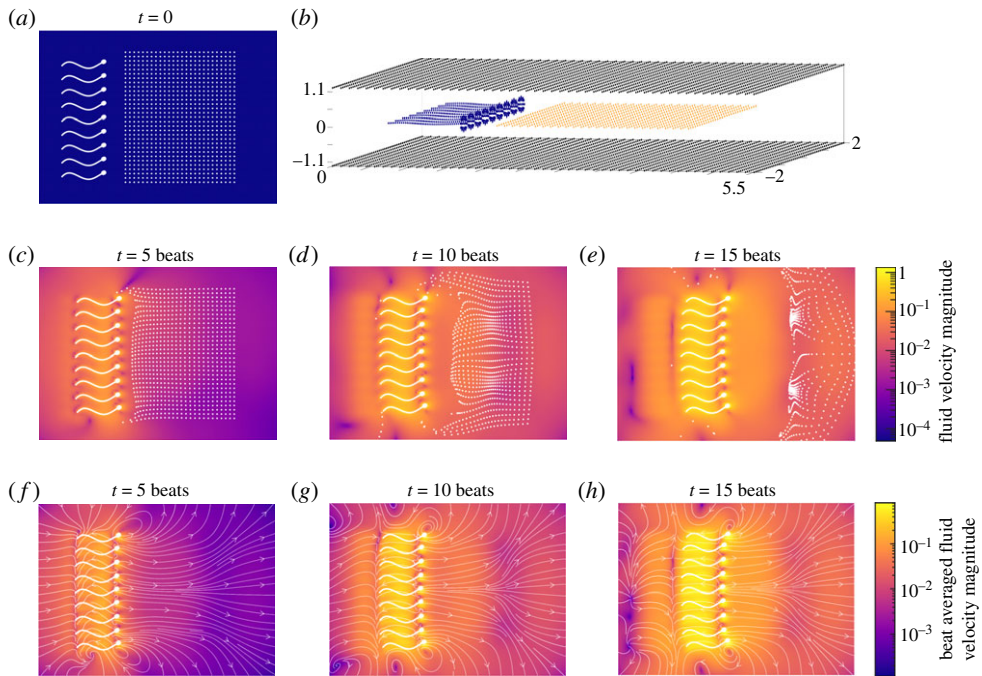 (a)
t = 0
(b)
1.1
0
−1.1
0
5.5
−2
2
(c)
t = 5 beats
(d)
t = 10 beats
(e)
t = 15 beats
1
10⁻¹
10⁻²
10⁻³
10⁻⁴
fluid velocity magnitude
(f)
t = 5 beats
(g)
t = 10 beats
(h)
t = 15 beats
10⁻¹
10⁻²
10⁻³
beat averaged fluid
velocity magnitude